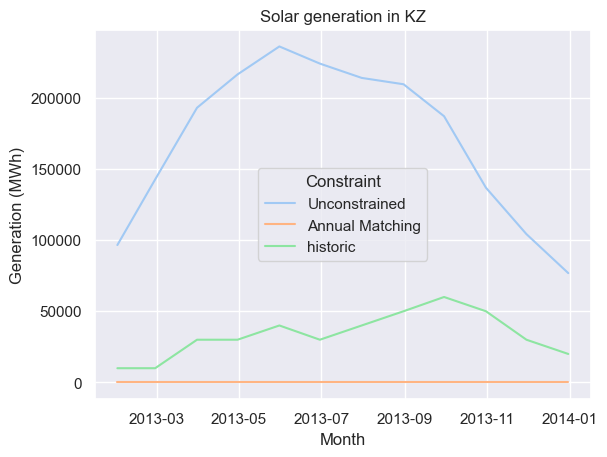 Solar generation in KZ
Generation (MWh)
200000
150000
100000
50000
0
Constraint
Unconstrained
Annual Matching
historic
2013-03 2013-05 2013-07 2013-09 2013-11 2014-01
Month